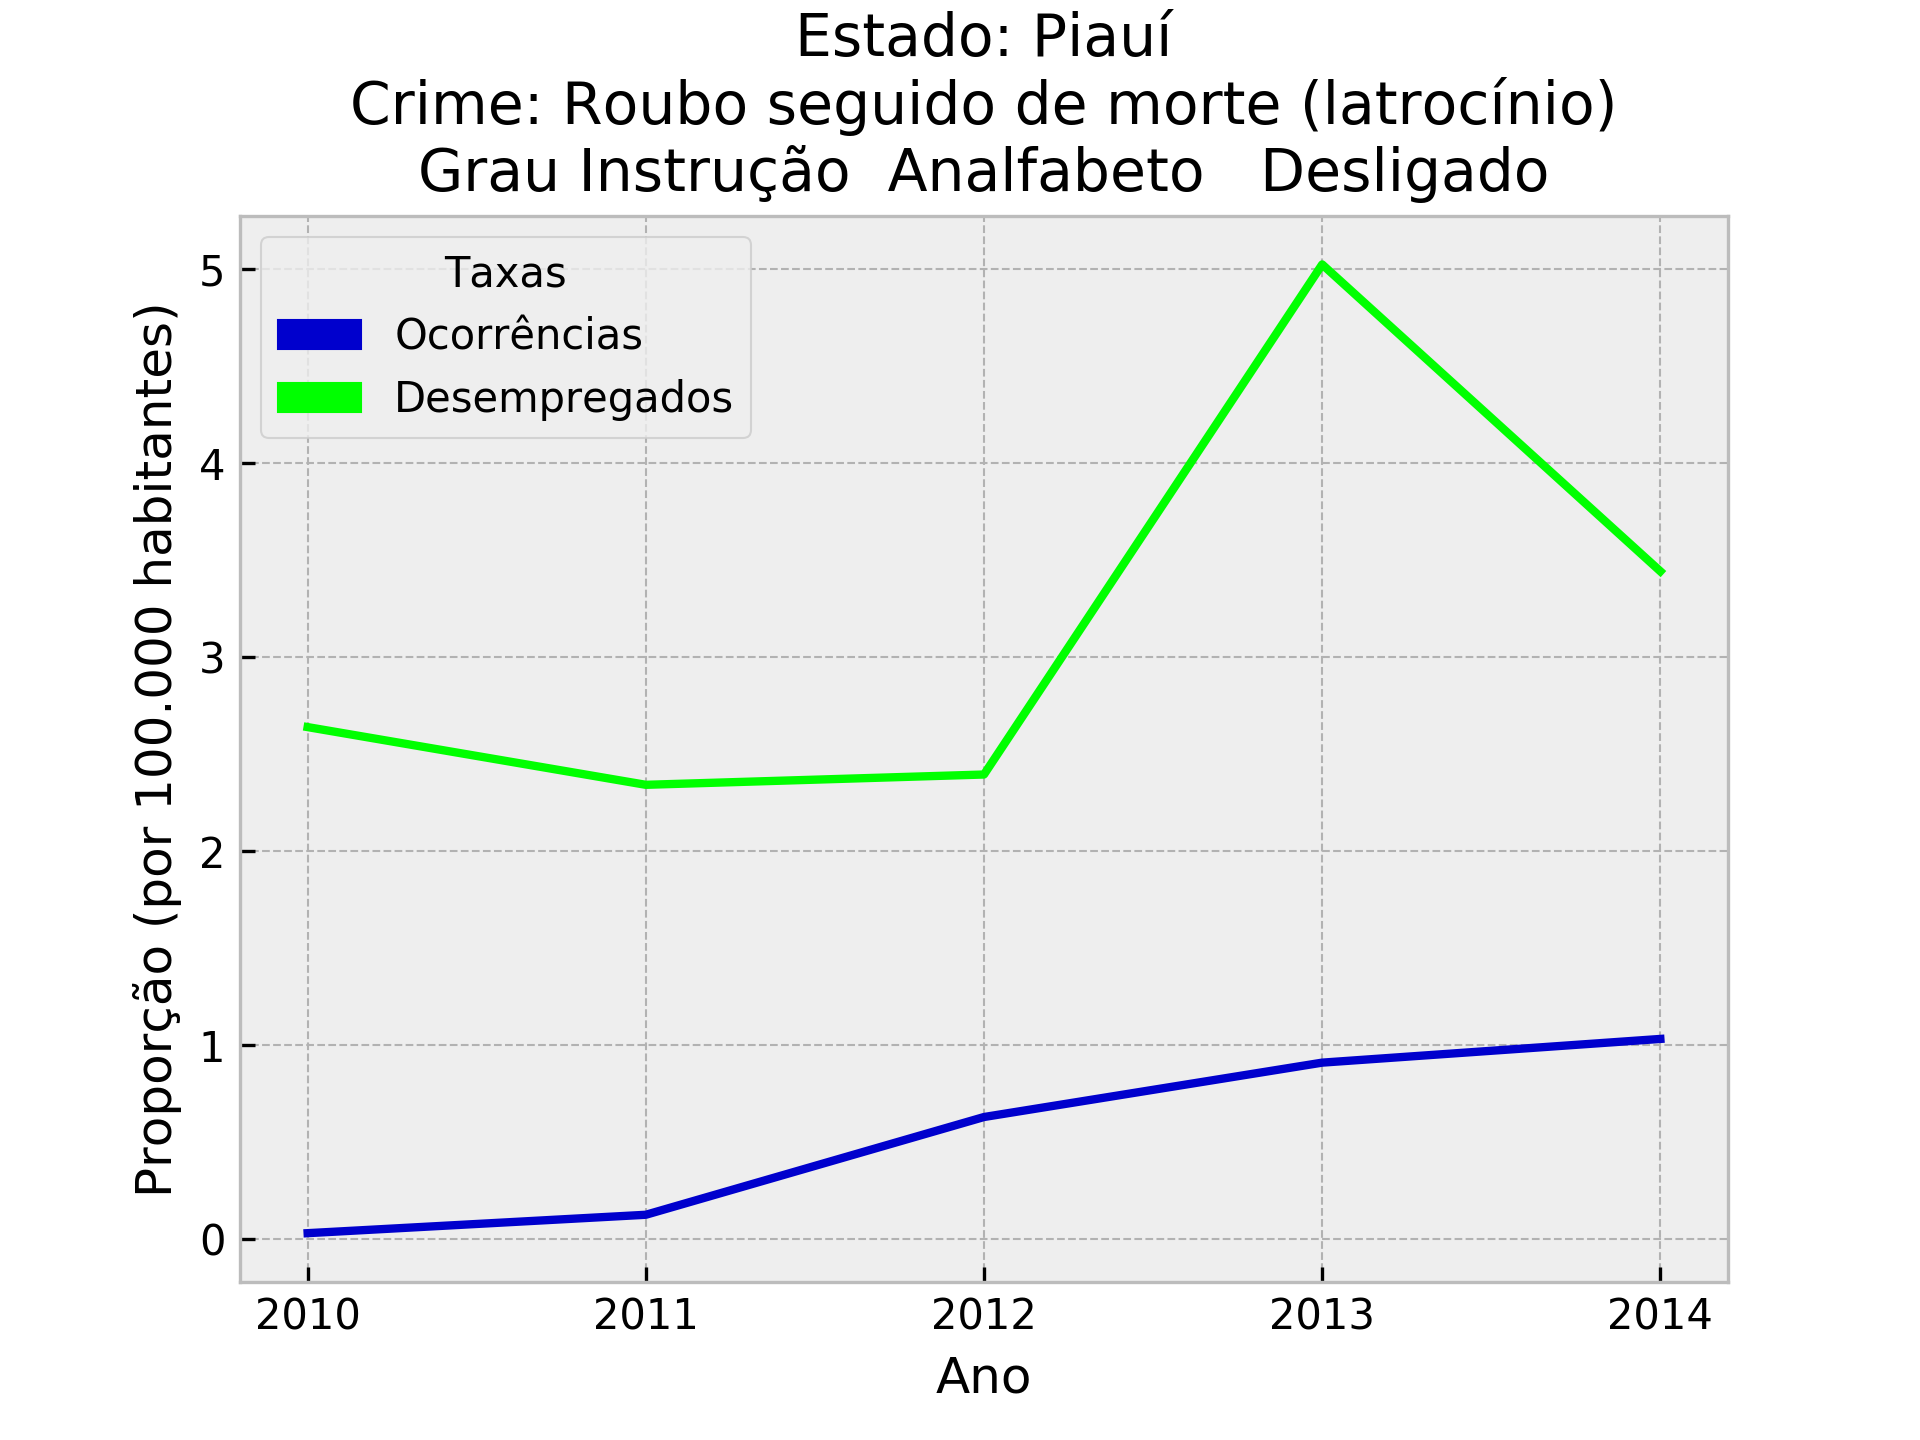 Estado: Piauí
Crime: Roubo seguido de morte (latrocínio)
Grau Instrução  Analfabeto   Desligado
Taxas
Ocorrências
Desempregados
Proporção (por 100.000 habitantes)
5
4
3
2
1
0
2010 2011 2012 2013 2014
Ano